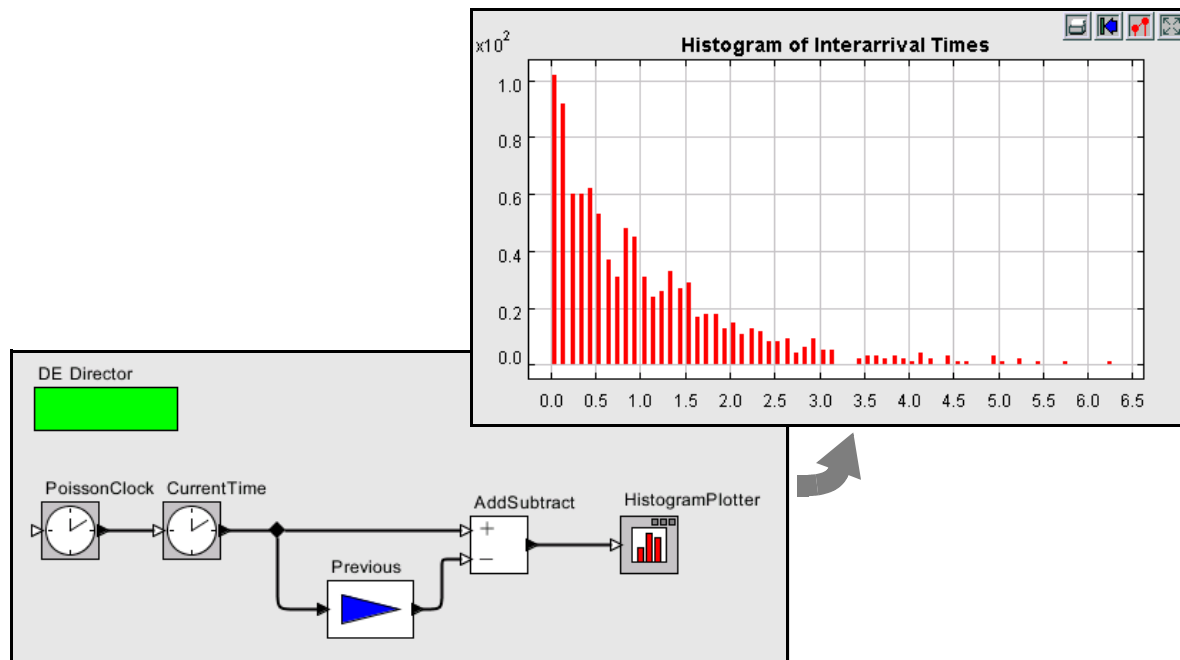 x10²
Histogram of Interarrival Times
1.0
0.8
0.6
0.4
0.2
0.0
0.0 0.5 1.0 1.5 2.0 2.5 3.0 3.5 4.0 4.5 5.0 5.5 6.0 6.5
DE Director
PoissonClock CurrentTime
AddSubtract
HistogramPlotter
+
−
Previous